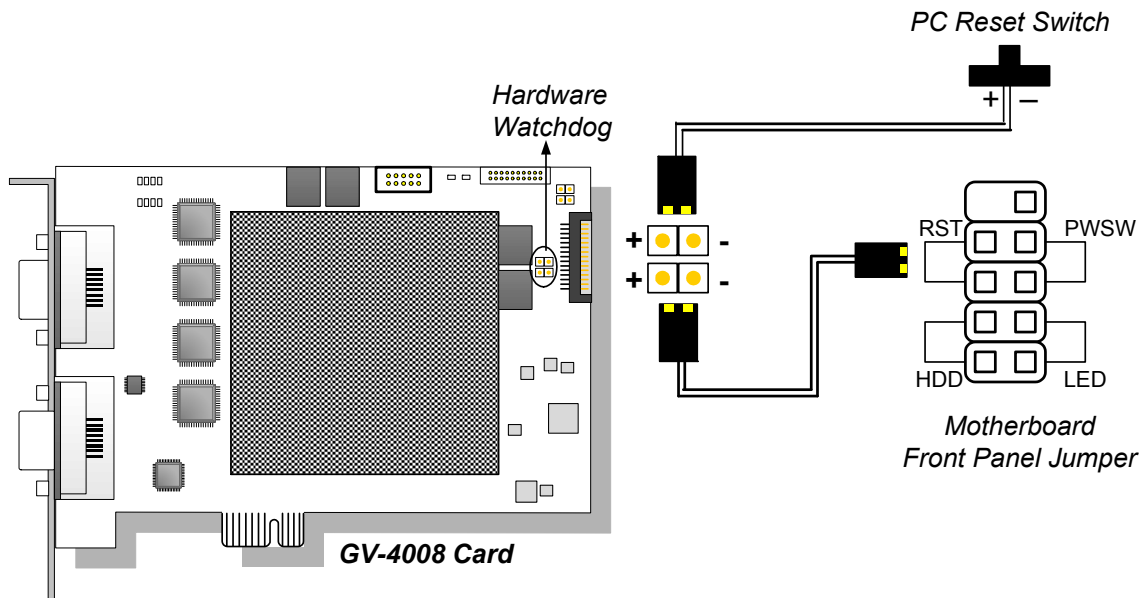 PC Reset Switch
+ −
Hardware
Watchdog
+ -
+ -
RST
PWSW
HDD
LED
Motherboard
Front Panel Jumper
GV-4008 Card